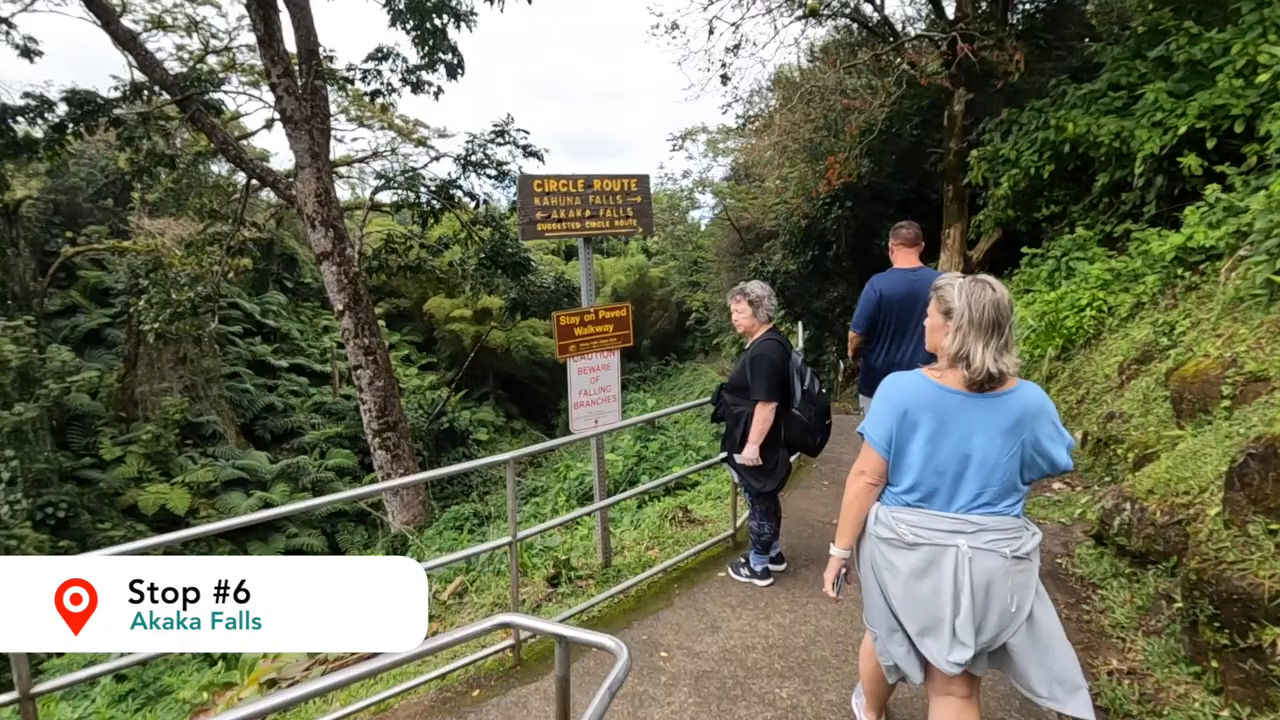 CIRCLE ROUTE
KAHUNA FALLS →
← AKAKA FALLS
SUGGESTED CIRCLE ROUTE
Stay on Paved
Walkway
CAUTION
BEWARE
OF
FALLING
BRANCHES
Stop #6
Akaka Falls